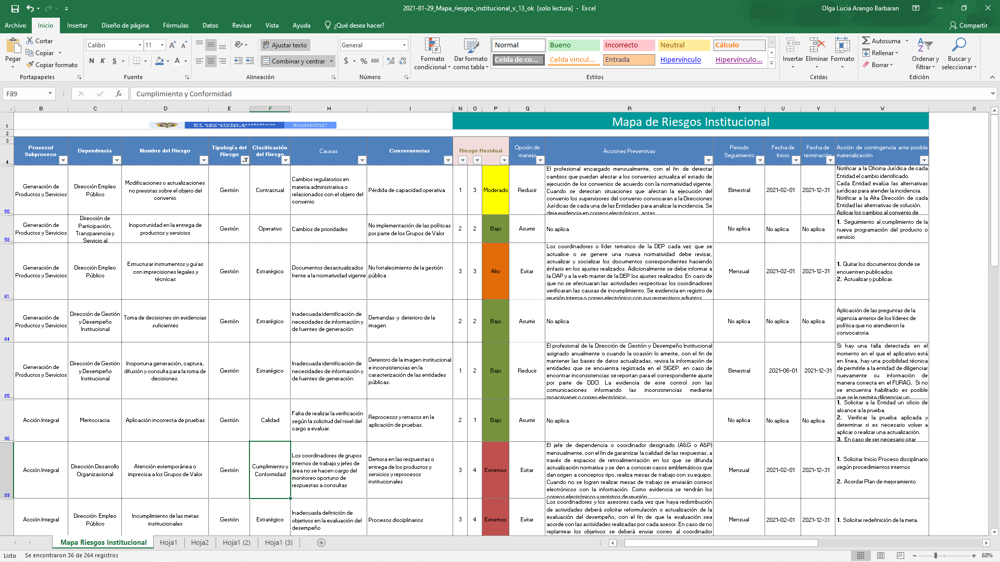 2021-01-29_Mapa_riesgos_institucional_v_13_ok [solo lectura] - Excel
Olga Lucia Arango Barbaran
Archivo Inicio Insertar Diseño de página Fórmulas Datos Revisar Vista Ayuda ¿Qué desea hacer? Compartir
Pegar
Cortar
Copiar
Copiar formato
Portapapeles
Calibri 11
N K S
Fuente
Ajustar texto
Combinar y centrar
Alineación
General
$ % 000
Número
Formato condicional
Dar formato como tabla
Normal Bueno Incorrecto Neutral Cálculo
Celda de co... Celda vincul... Entrada Hipervínculo Hipervínculo...
Estilos
Insertar Eliminar Formato
Celdas
Autosuma
Rellenar
Borrar
Ordenar y filtrar
Buscar y seleccionar
Edición
F89 fx Cumplimiento y Conformidad
B C D E F H I N O P Q R U V T W X
1
El servicio público es de todos Función Pública
Mapa de Riesgos Institucional
2
3
4
Proceso/ Subproceso
Dependencia
Nombre del Riesgo
Tipología del Riesgo
Clasificación del Riesgo
Causas
Consecuencias
Riesgo Residual
Opción de manejo
Acciones Preventivas
Periodo Seguimiento
Fecha de Inicio
Fecha de terminación
Acción de contingencia ante posible materialización
55
Generación de Productos y Servicios
Dirección Empleo Público
Modificaciones o actualizaciones no previstas sobre el objeto del convenio
Gestión
Contractual
Cambios regulatorios en materia administrativa o relacionados con el objeto del convenio
Pérdida de capacidad operativa
1 3 Moderado Reducir
El profesional encargado mensualmente, con el fin de detectar cambios que puedan afectar a los convenios actualiza el estado de ejecución de los convenios de acuerdo con la normatividad vigente. Cuando se detectan situaciones que afectan la ejecución del convenio los supervisores del convenio convocaran a la Direcciones Jurídicas de cada una de las Entidades para analizar la incidencia. Se deja evidencia en correos electrónicos, actas
Bimestral 2021-02-01 2021-12-31
Notificar a la Oficina Jurídica de cada Entidad el cambio identificado.
Cada Entidad evalúa las alternativas jurídicas para atender la incidencia.
Notificar a la Alta Dirección de cada Entidad las alternativas de solución.
Aplicar los cambios al convenio de
58
Generación de Productos y Servicios
Dirección de Participación, Transparencia y Servicio al
Inoportunidad en la entrega de productos y servicios
Gestión
Operativo
Cambios de prioridades
No implementación de las políticas por parte de los Grupos de Valor
2 2 Bajo Asumir
No aplica
No aplica No aplica No aplica
1. Seguimiento al cumplimiento de la nueva programación del producto o servicio
61
Generación de Productos y Servicios
Dirección Empleo Público
Estructurar instrumentos y guías con imprecisiones legales y técnicas
Gestión
Estratégico
Documentos desactualizados frente a la normatividad vigente
No fortalecimiento de la gestión pública
3 3 Alto Evitar
Los coordinadores o líder tematico de la DEP cada vez que se actualice o se genere una nueva normatividad debe revisar, actualizar y socializar los documentos correspondientes haciendo énfasis en los ajustes realizados. Adicionalmente se debe informar a la OAP y a la web master de la DEP los ajustes realizados. En caso de que no se efectuaran las actividades respectivas los coordinadores verificaran las causas de incumplimiento. Se evidencia en registro de reunión interna o correo electrónico con sus respectivos adjuntos
Mensual 2021-02-01 2021-12-31
1. Quitar los documentos donde se encuentren publicados.
2. Actualizar y publicar.
64
Generación de Productos y Servicios
Dirección de Gestión y Desempeño Institucional
Toma de decisiones sin evidencias suficientes
Gestión
Estratégico
Inadecuada identificación de necesidades de información y de fuentes de generación
Demandas y deterioro de la imagen
2 2 Bajo Asumir
No aplica
No aplica No aplica No aplica
Aplicación de las preguntas de la vigencia anterior de los líderes de política que no atendieron la convocatoria.
65
Generación de Productos y Servicios
Dirección de Gestión y Desempeño Institucional
Inoportuna generación, captura, difusión y consulta para la toma de decisiones.
Gestión
Estratégico
Inadecuada identificación de necesidades de información y de fuentes de generación
Deterioro de la imagen institucional e inconsistencias en la caracterización de las entidades públicas.
1 2 Bajo Reducir
El profesional de la Dirección de Gestión y Desempeño Institucional asignado anualmente o cuando la ocasión lo amerite, con el fin de mantener las bases de datos actualizadas, revisa la información de entidades que se encuentra registrada en el SIGEP. en caso de encontrar inconsistencias se reportan para el correspondiente ajuste por parte de DDO. La evidencia de este control son las comunicaciones informando las inconsistencias mediante proactivanet o correo electrónico
Bimestral 2021-06-01 2021-12-31
Si hay una falla detectada en el momento en el que el aplicativo está en línea, hay una posibilidad técnica de permitirle a la entidad de diligenciar nuevamente su información de manera correcta en el FURAG, Si no se encuentra habilitado es posible que se le permita diligenciar un
86
Acción Integral
Meritocracia
Aplicación incorrecta de pruebas
Gestión
Calidad
Falta de realizar la verificación según la solicitud del nivel del cargo a evaluar.
Reprocesos y retrasos en la aplicación de pruebas.
2 1 Bajo Asumir
No aplica
No aplica No aplica No aplica
1. Solicitar a la Entidad un oficio de alcance a la prueba.
2. Verificar la prueba aplicada y determinar si es necesario volver a aplicar o realizar una actualización.
3. En caso de ser necesario citar
89
Acción Integral
Dirección Desarrollo Organizacional
Atención extemporánea o imprecisa a los Grupos de Valor
Gestión
Cumplimiento y Conformidad
Los coordinadores de grupos internos de trabajo y jefes de área no se hacen cargo del monitoreo oportuno de respuestas a consultas
Demora en las respuestas o entrega de los productos y servicios y reprocesos institucionales
3 4 Extremos Evitar
El jefe de dependencia o coordinador designado (A&G o A&P) mensualmente, con el fin de garantizar la calidad de las respuestas, a través de espacios de retroalimentación en los que se difunda actualización normativa y se den a conocer casos emblemáticos que dan origen a conceptos tipo, realiza mesas de trabajo con su equipo. Cuando no se logren realizar mesas de trabajo se enviarán correos electrónicos con la información. Como evidencia se tendrán los correos electrónicos y registros de reunión
Mensual 2021-02-01 2021-12-31
1. Solicitar Inicio Proceso disciplinario según procedimientos internos
2. Acordar Plan de mejoramiento
Acción Integral
Dirección Empleo Público
Incumplimiento de las metas institucionales
Gestión
Estratégico
Inadecuada definición de objetivos en la evaluación del desempeño
Procesos disciplinarios
3 4 Extremos Evitar
Los coordinadores y los asesores cada vez que haya redistribución de actividades deberá solicitar reformulación o actualización de la evaluación del desempeño, con el fin de que la evaluación sea acorde con las actividades realizadas por cada asesor. En caso de no replantear los objetivos se deberá enviar correo al coordinador
Mensual 2021-02-01 2021-12-31
1. Solicitar redefinición de la meta.
Mapa Riesgos Institucional Hoja1 Hoja2 Hoja1 (2) Hoja1 (3)
Listo Se encontraron 36 de 264 registros 68%